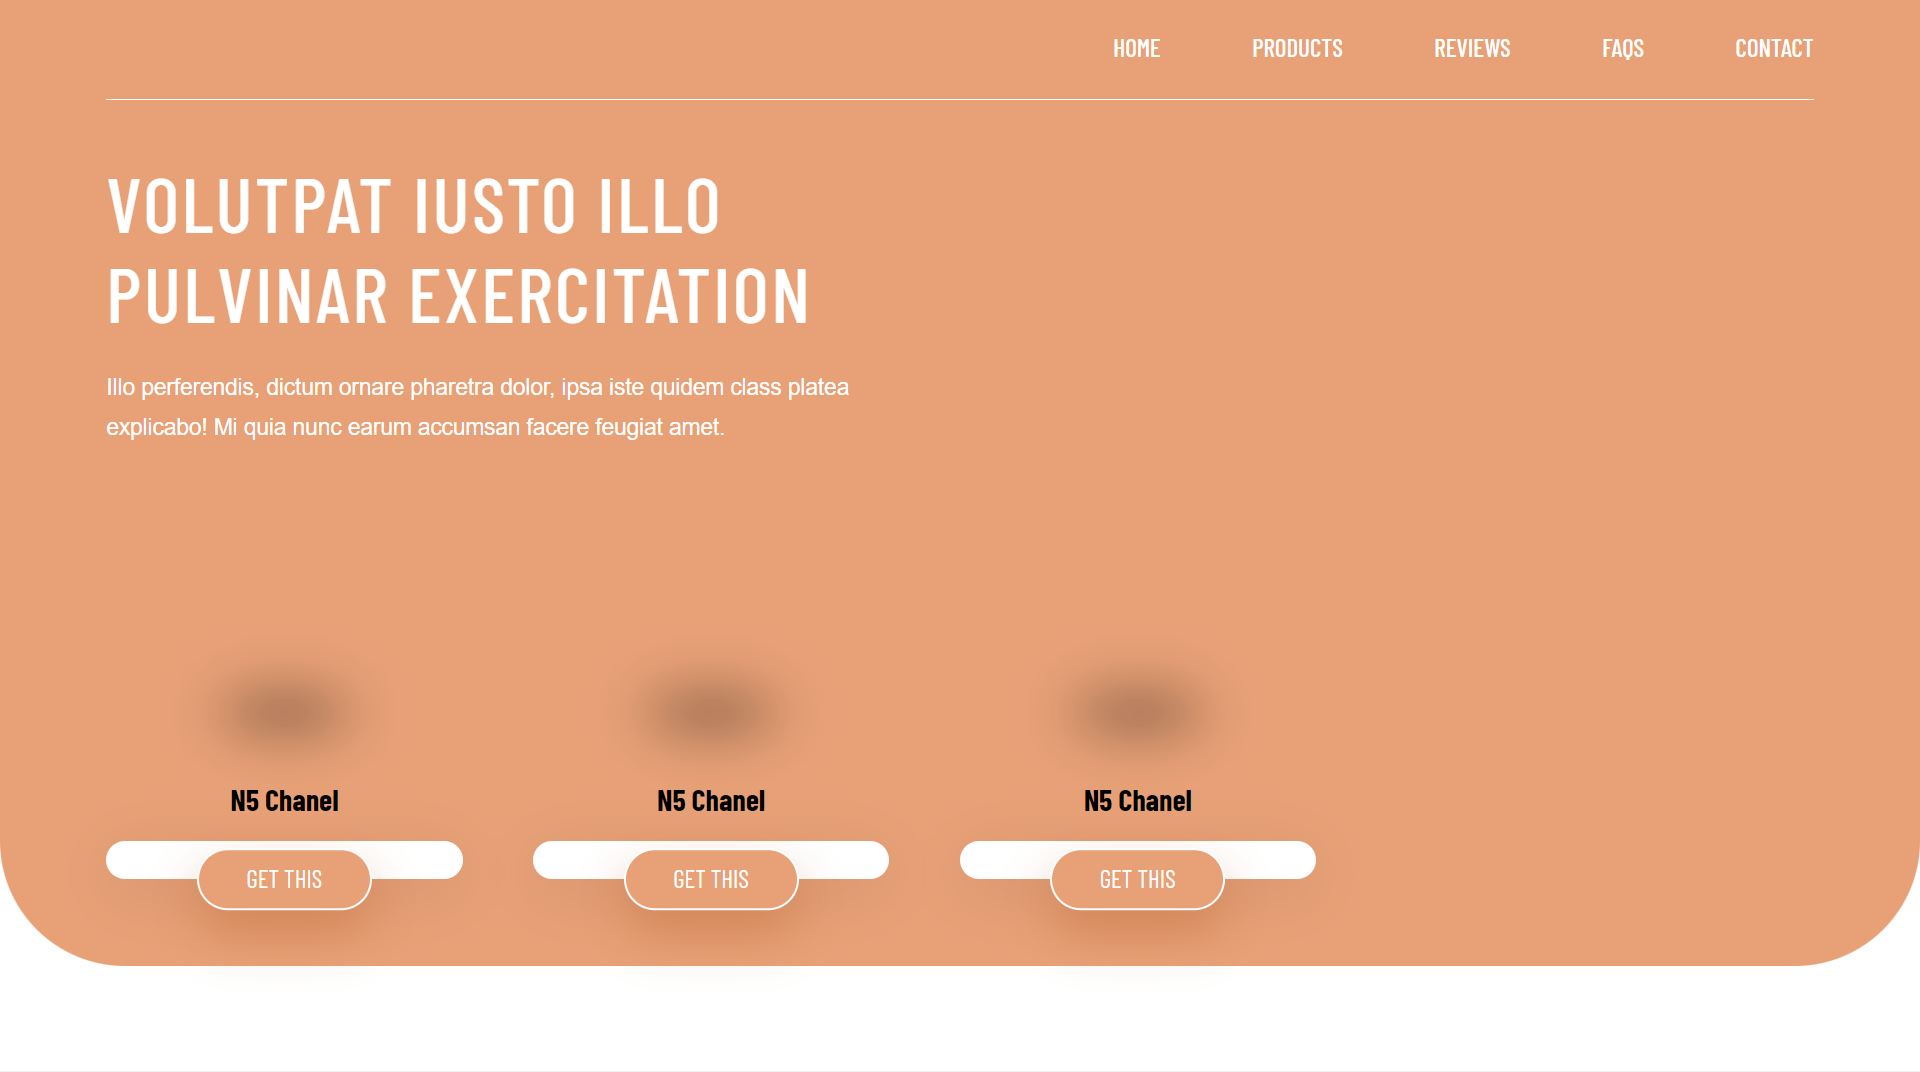 HOME PRODUCTS REVIEWS FAQS CONTACT
VOLUTPAT IUSTO ILLO
PULVINAR EXERCITATION
Illo perferendis, dictum ornare pharetra dolor, ipsa iste quidem class platea
explicabo! Mi quia nunc earum accumsan facere feugiat amet.
N5 Chanel N5 Chanel N5 Chanel
GET THIS GET THIS GET THIS